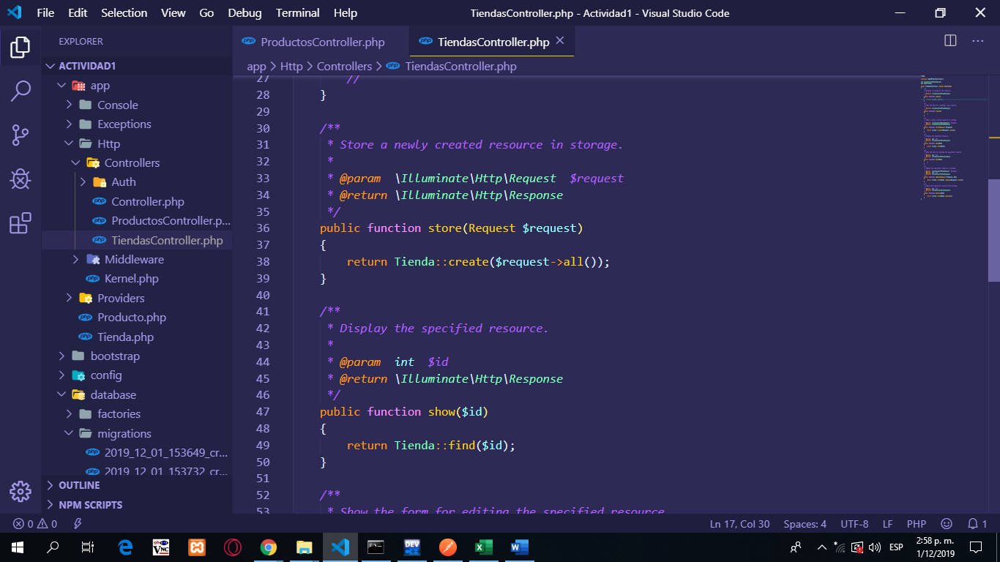 File Edit Selection View Go Debug Terminal Help
TiendasController.php - Actividad1 - Visual Studio Code
EXPLORER
ACTIVIDAD1
app
Console
Exceptions
Http
Controllers
Auth
Controller.php
ProductosController.p...
TiendasController.php
Middleware
Kernel.php
Providers
Producto.php
Tienda.php
bootstrap
config
database
factories
migrations
2019_12_01_153649_cr...
2019_12_01_153732_cr...
OUTLINE
NPM SCRIPTS
ProductosController.php
TiendasController.php
app > Http > Controllers > TiendasController.php
27 //
28 }
29
30 /**
31 * Store a newly created resource in storage.
32 *
33 * @param  \Illuminate\Http\Request  $request
34 * @return \Illuminate\Http\Response
35 */
36 public function store(Request $request)
37 {
38 return Tienda::create($request->all());
39 }
40
41 /**
42 * Display the specified resource.
43 *
44 * @param  int  $id
45 * @return \Illuminate\Http\Response
46 */
47 public function show($id)
48 {
49 return Tienda::find($id);
50 }
51
52 /**
53 * Show the form for editing the specified resource
0 0
Ln 17, Col 30 Spaces: 4 UTF-8 LF PHP 1
ESP
2:58 p. m.
1/12/2019